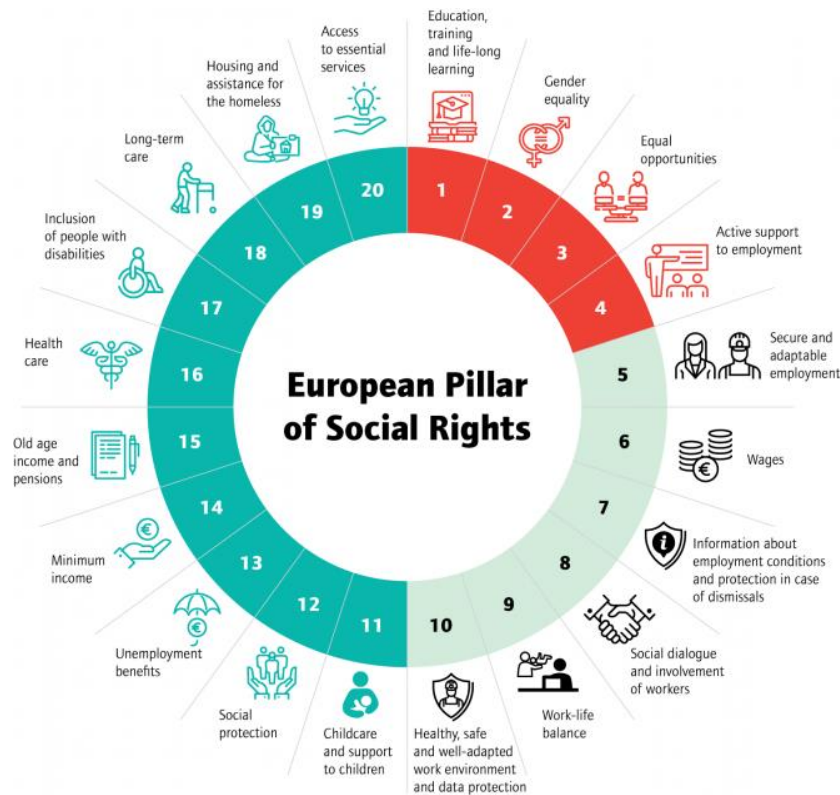 European Pillar
of Social Rights
1
Education,
training
and life-long
learning
2
Gender
equality
3
Equal
opportunities
4
Active support
to employment
5
Secure and
adaptable
employment
6
Wages
7
Information about
employment conditions
and protection in case
of dismissals
8
Social dialogue
and involvement
of workers
9
Work-life
balance
10
Healthy, safe
and well-adapted
work environment
and data protection
11
Childcare
and support
to children
12
Social
protection
13
Unemployment
benefits
14
Minimum
income
15
Old age
income and
pensions
16
Health
care
17
Inclusion
of people with
disabilities
18
Long-term
care
19
Housing and
assistance for
the homeless
20
Access
to essential
services
€
€
€
i
=